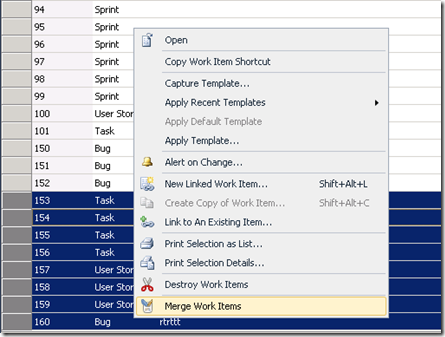 94 Sprint
95 Sprint
96 Sprint
97 Sprint
98 Sprint
99 Sprint
100 User Stor
101 Task
150 Bug
151 Bug
152 Bug
153 Task
154 Task
155 Task
156 Task
157 User Stor
158 User Stor
159 User Stor
160 Bug rtrttt
Open
Copy Work Item Shortcut
Capture Template...
Apply Recent Templates
Apply Default Template
Apply Template...
Alert on Change...
New Linked Work Item... Shift+Alt+L
Create Copy of Work Item... Shift+Alt+C
Link to An Existing Item...
Print Selection as List...
Print Selection Details...
Destroy Work Items
Merge Work Items